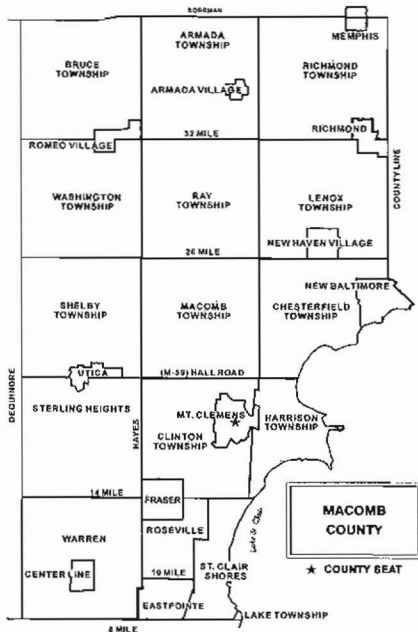 BORDMAN
MEMPHIS
ARMADA
TOWNSHIP
BRUCE
TOWNSHIP
RICHMOND
TOWNSHIP
ARMADA VILLAGE
RICHMOND
32 MILE
ROMEO VILLAGE
COUNTY LINE
WASHINGTON
TOWNSHIP
RAY
TOWNSHIP
LENOX
TOWNSHIP
NEW HAVEN VILLAGE
26 MILE
NEW BALTIMORE
SHELBY
TOWNSHIP
MACOMB
TOWNSHIP
CHESTERFIELD
TOWNSHIP
UTICA
(M-59) HALL ROAD
DEQUINDRE
STERLING HEIGHTS
HAYES
MT. CLEMENS
HARRISON
TOWNSHIP
CLINTON
TOWNSHIP
14 MILE
FRASER
MACOMB
COUNTY
ROSEVILLE
WARREN
Lake St. Clair
★ COUNTY SEAT
CENTER LINE
10 MILE
ST. CLAIR
SHORES
EASTPOINTE
LAKE TOWNSHIP
8 MILE